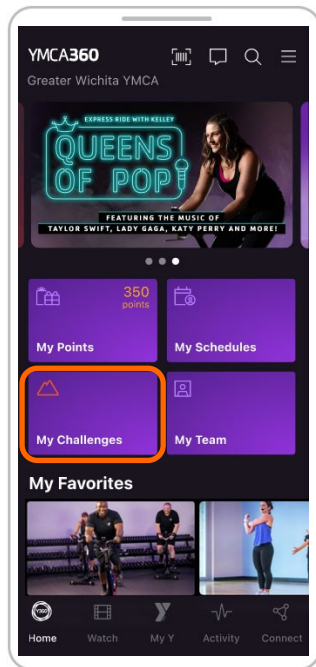 YMCA360
Greater Wichita YMCA
EXPRESS RIDE WITH KELLEY
QUEENS
OF POP
FEATURING THE MUSIC OF
TAYLOR SWIFT, LADY GAGA, KATY PERRY AND MORE!
350
points
My Points
My Schedules
My Challenges
My Team
My Favorites
Y360
Home
Watch
My Y
Activity
Connect